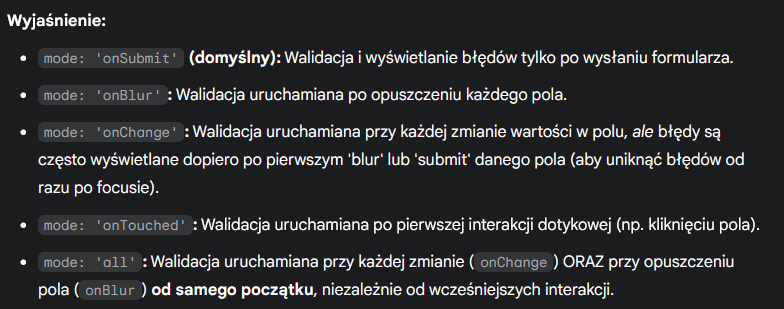 Wyjaśnienie:
• mode: 'onSubmit' (domyślny): Walidacja i wyświetlanie błędów tylko po wysłaniu formularza.
• mode: 'onBlur': Walidacja uruchamiana po opuszczeniu każdego pola.
• mode: 'onChange': Walidacja uruchamiana przy każdej zmianie wartości w polu, ale błędy są
często wyświetlane dopiero po pierwszym 'blur' lub 'submit' danego pola (aby uniknąć błędów od
razu po focusie).
• mode: 'onTouched': Walidacja uruchamiana po pierwszej interakcji dotykowej (np. kliknięciu pola).
• mode: 'all': Walidacja uruchamiana przy każdej zmianie (onChange) ORAZ przy opuszczeniu
pola (onBlur) od samego początku, niezależnie od wcześniejszych interakcji.